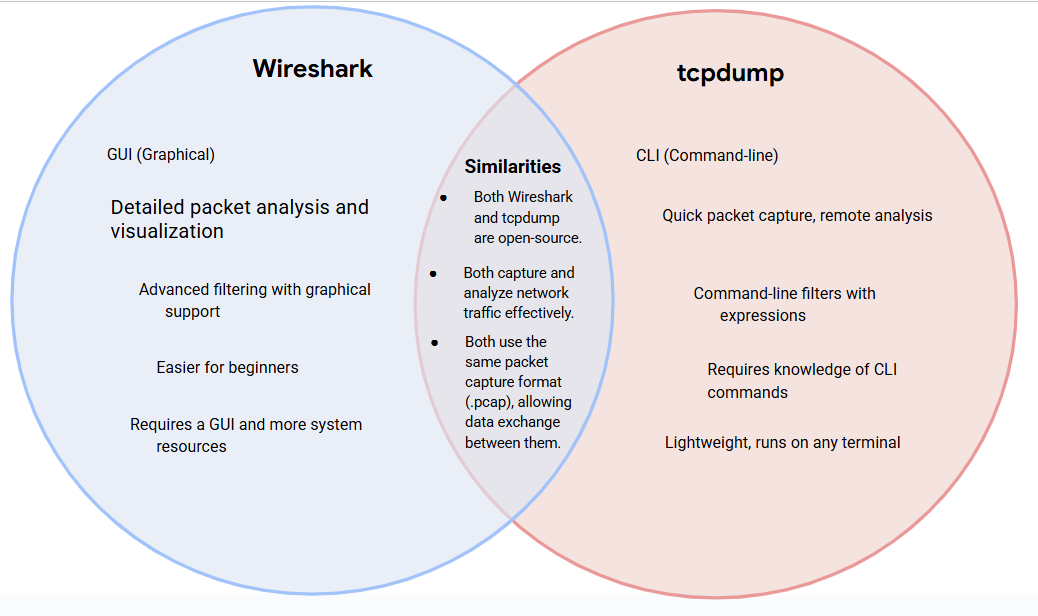 Wireshark
GUI (Graphical)
Detailed packet analysis and
visualization
Advanced filtering with graphical
support
Easier for beginners
Requires a GUI and more system
resources
Similarities
● Both Wireshark
and tcpdump
are open-source.
● Both capture and
analyze network
traffic effectively.
● Both use the
same packet
capture format
(.pcap), allowing
data exchange
between them.
tcpdump
CLI (Command-line)
Quick packet capture, remote analysis
Command-line filters with
expressions
Requires knowledge of CLI
commands
Lightweight, runs on any terminal